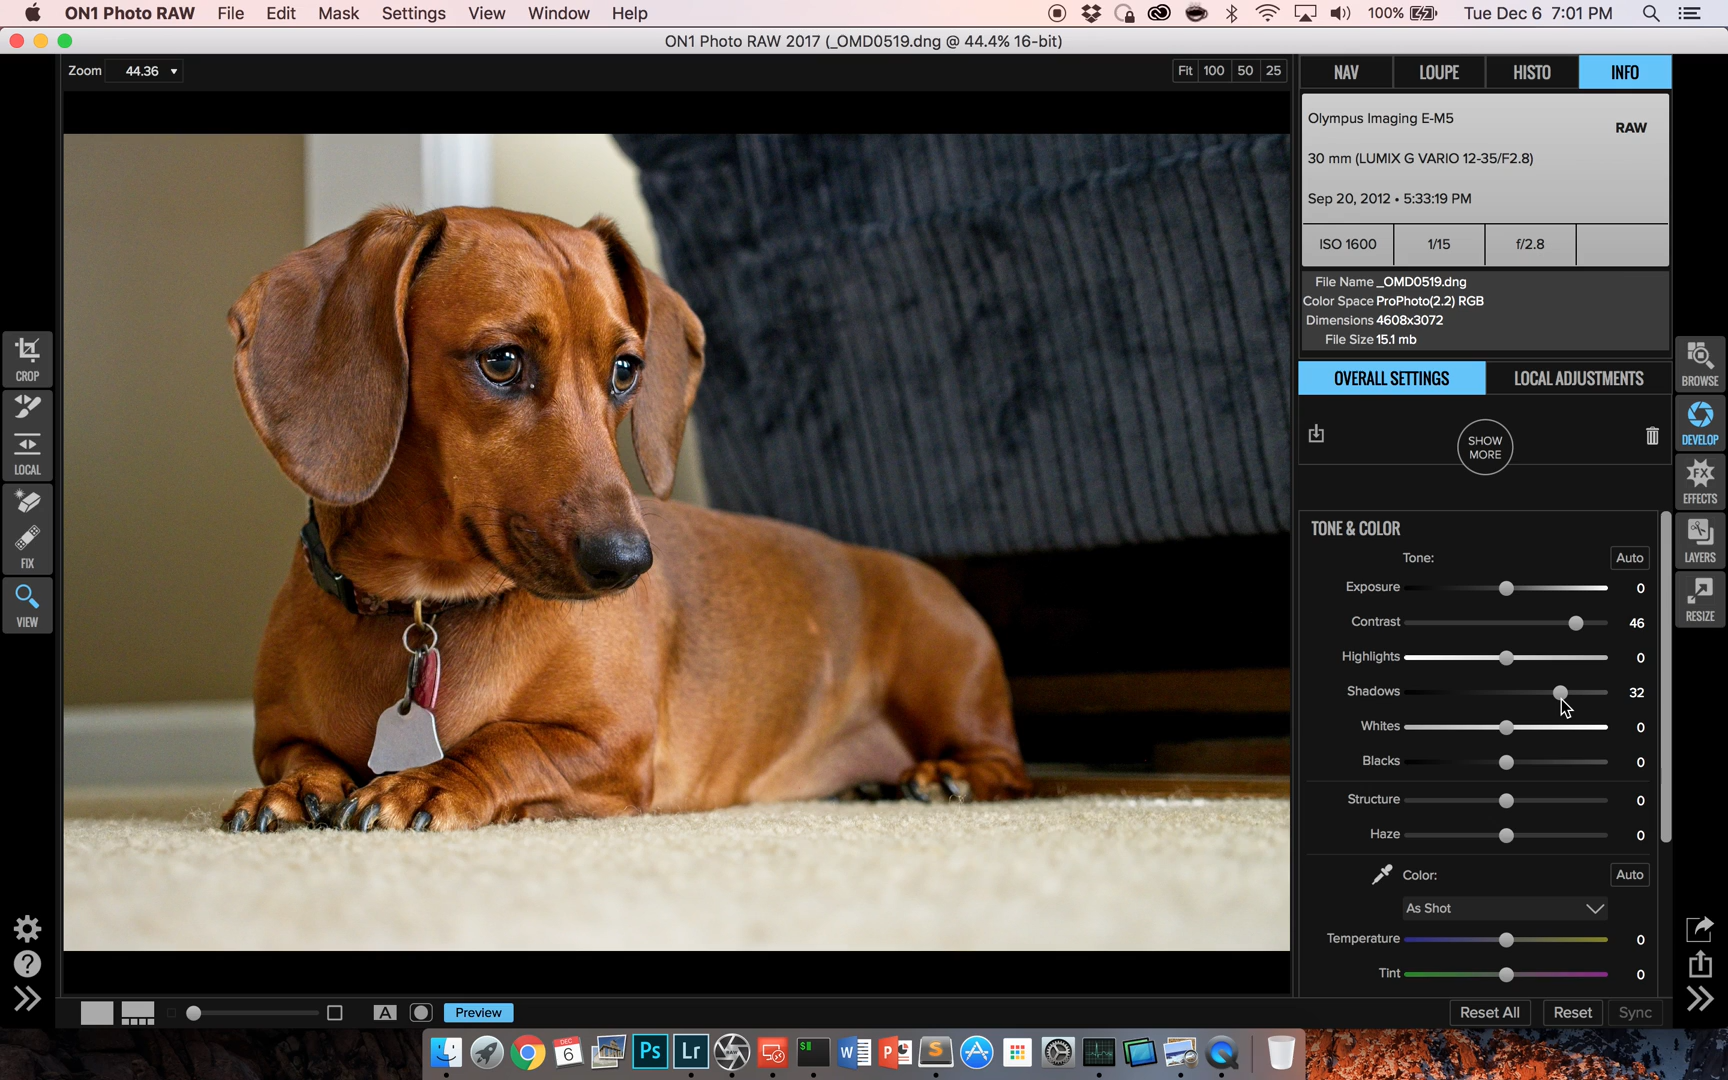 ON1 Photo RAW File Edit Mask Settings View Window Help 100% Tue Dec 6 7:01 PM
ON1 Photo RAW 2017 (_OMD0519.dng @ 44.4% 16-bit)
Zoom 44.36 Fit 100 50 25
NAV LOUPE HISTO INFO
Olympus Imaging E-M5
RAW
30 mm (LUMIX G VARIO 12-35/F2.8)
Sep 20, 2012 • 5:33:19 PM
ISO 1600 1/15 f/2.8
File Name _OMD0519.dng
Color Space ProPhoto(2.2) RGB
Dimensions 4608x3072
File Size 15.1 mb
OVERALL SETTINGS LOCAL ADJUSTMENTS
SHOW
MORE
TONE & COLOR
Tone: Auto
Exposure 0
Contrast 46
Highlights 0
Shadows 32
Whites 0
Blacks 0
Structure 0
Haze 0
Color: Auto
As Shot
Temperature 0
Tint 0
CROP
LOCAL
FIX
VIEW
BROWSE
DEVELOP
FX
EFFECTS
LAYERS
RESIZE
A Preview Reset All Reset Sync
DEC
6
Ps
Lr
RAW
$
W
P
S
A